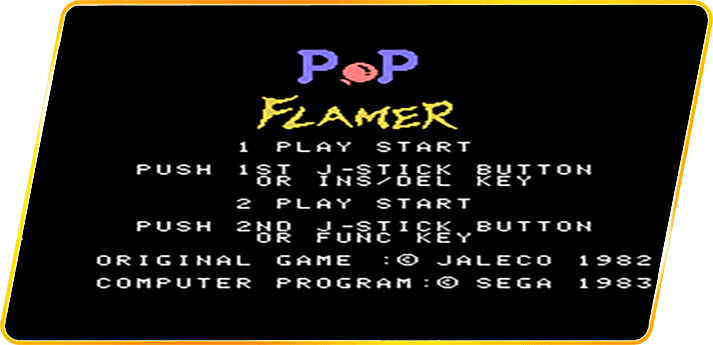 POP
FLAMER
1 PLAY START
PUSH 1ST J-STICK BUTTON
OR INS/DEL KEY
2 PLAY START
PUSH 2ND J-STICK BUTTON
OR FUNC KEY
ORIGINAL GAME :© JALECO 1982
COMPUTER PROGRAM:© SEGA 1983